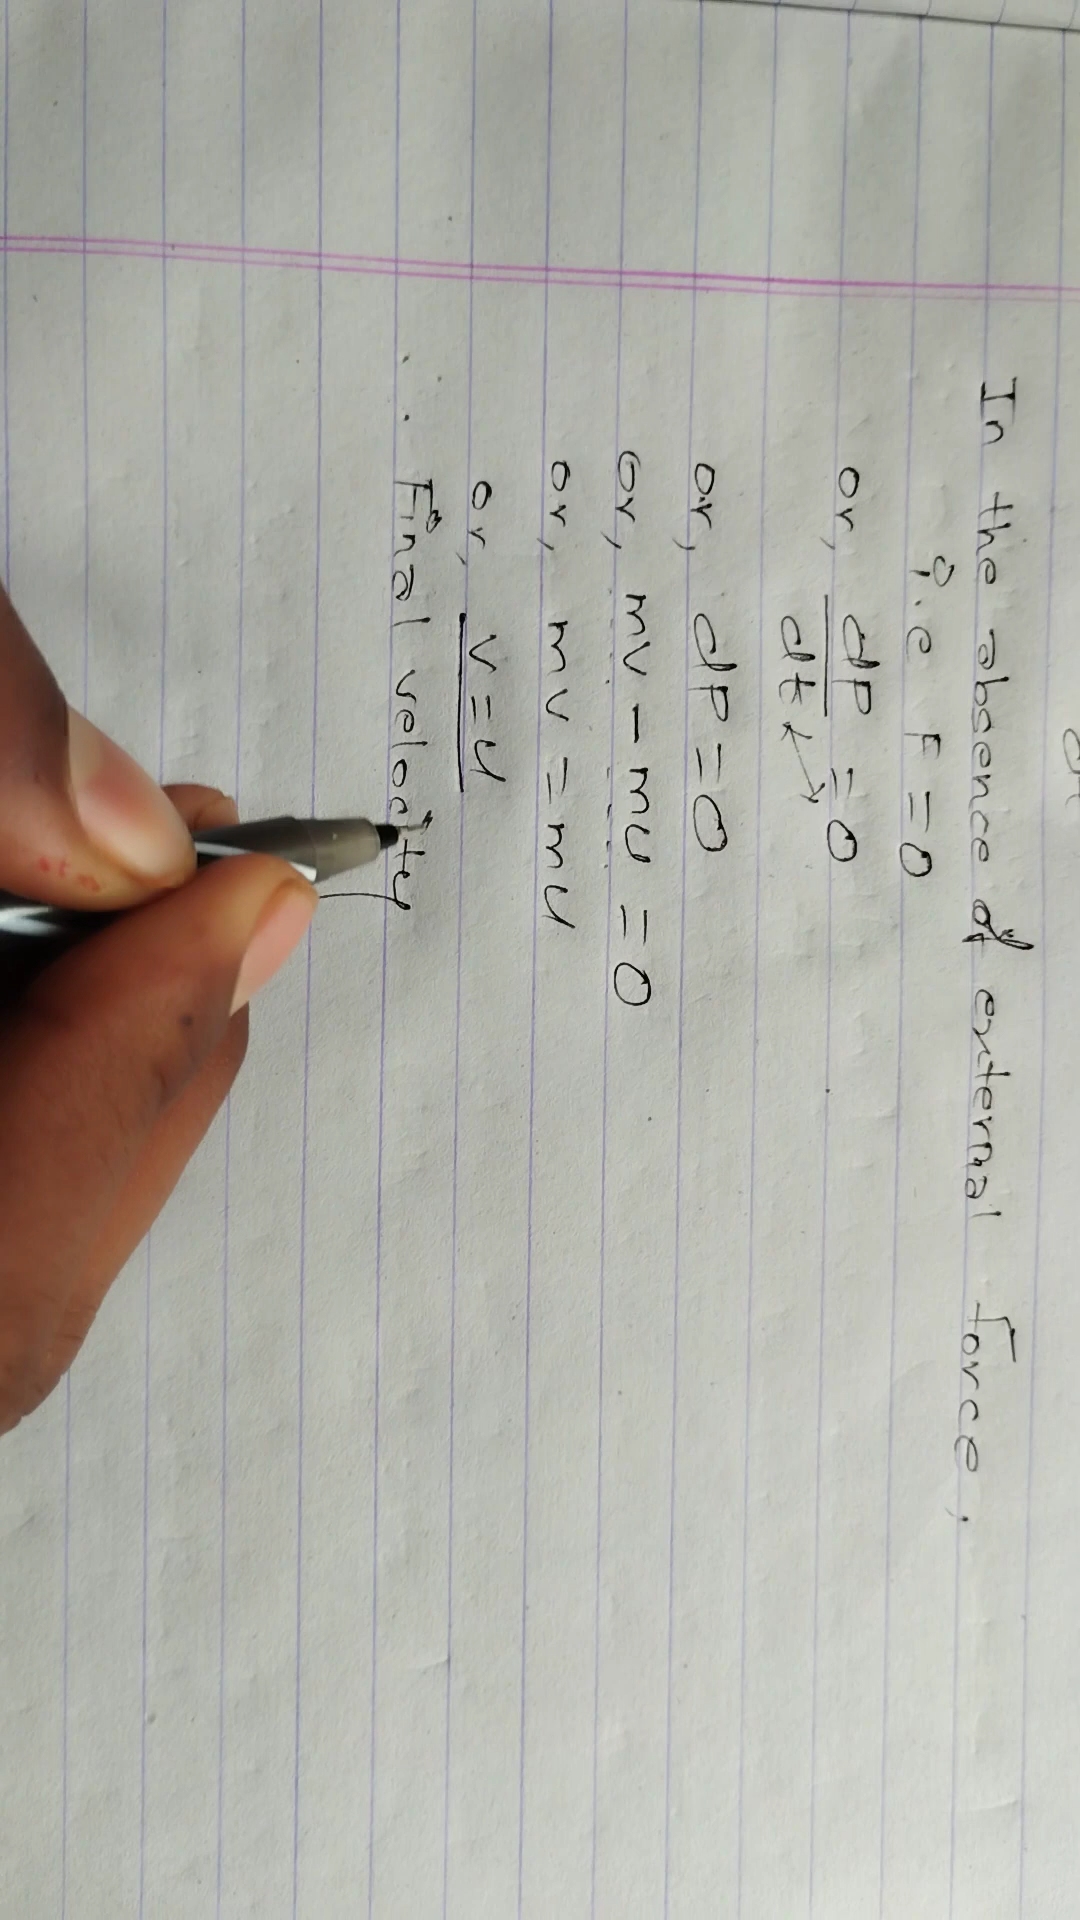 In the absence of external force,
i.e F = 0
or, dP/dt = 0
or, dP = 0
or, mv - mu = 0
or, mv = mu
or, v = u
Final velocity